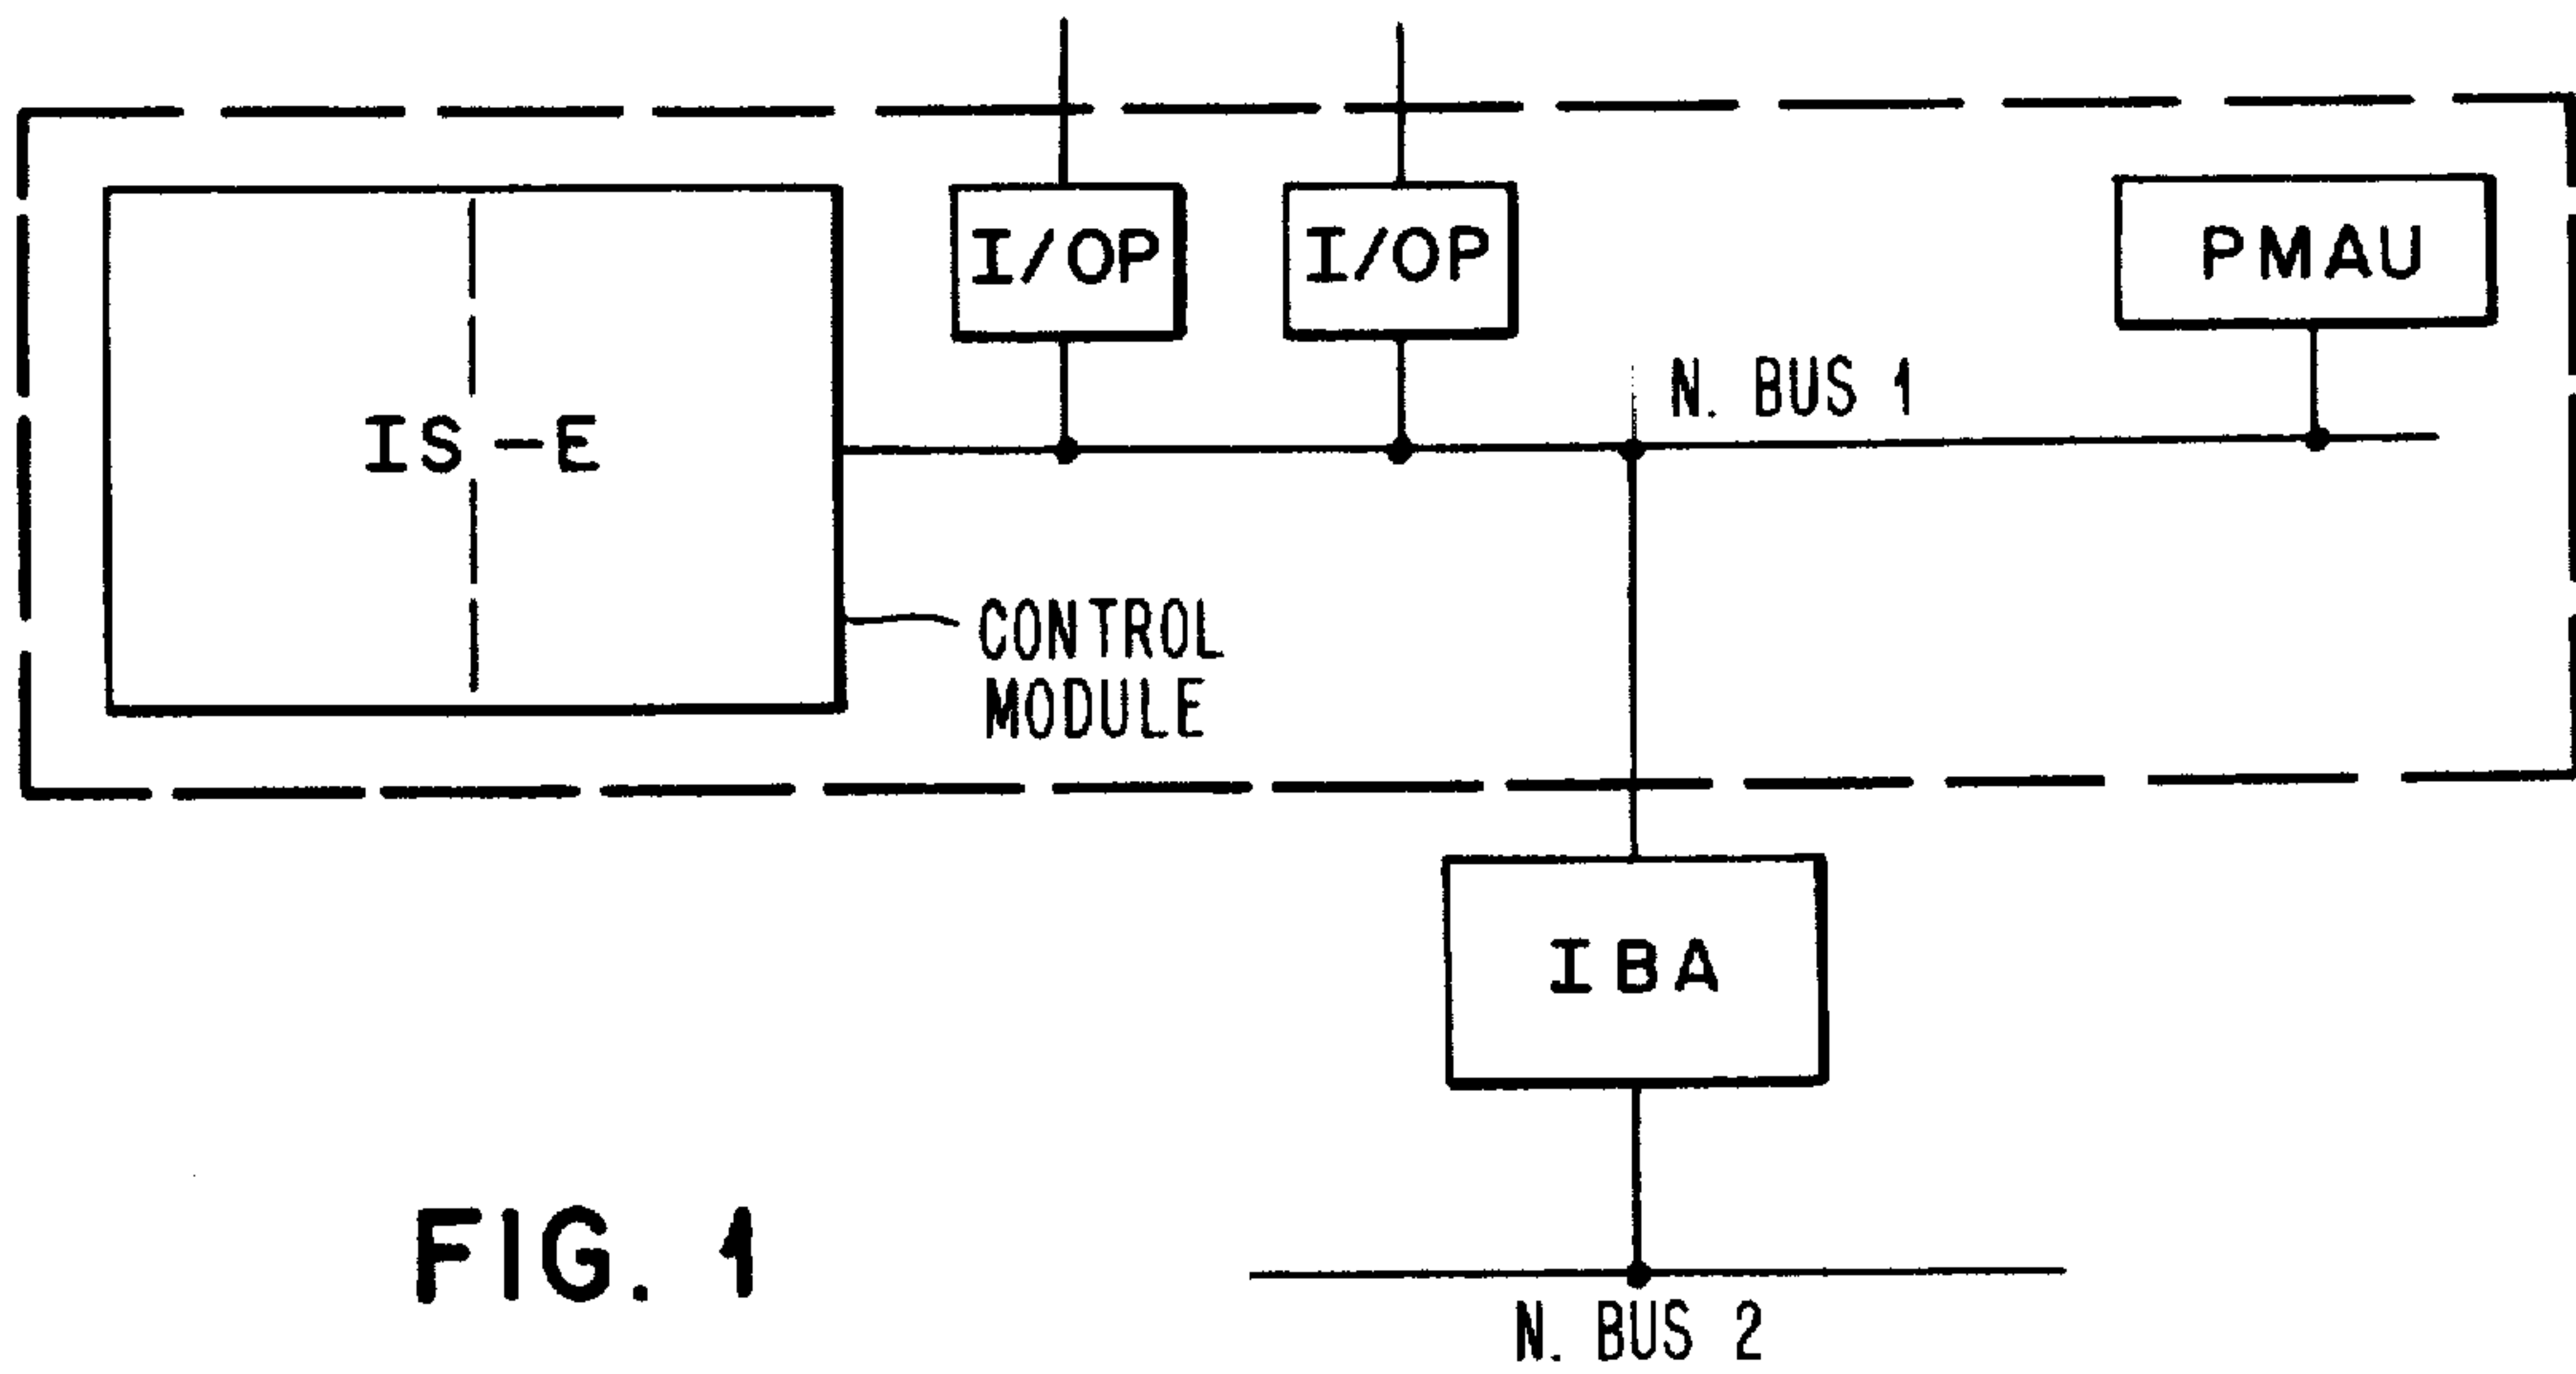 I/OP
I/OP
PMAU
N. BUS 1
IS-E
CONTROL
MODULE
IBA
FIG. 1
N. BUS 2